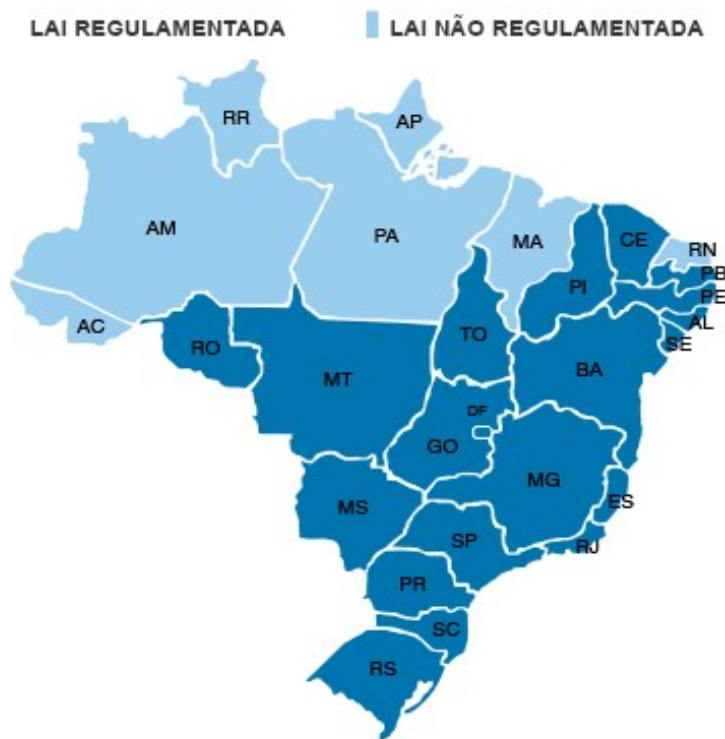 LAI REGULAMENTADA LAI NÃO REGULAMENTADA
RR
AP
AM
PA
MA
CE
RN
PB
PI
PE
AL
AC
TO
SE
RO
BA
MT
DF
GO
MG
ES
MS
SP
RJ
PR
SC
RS